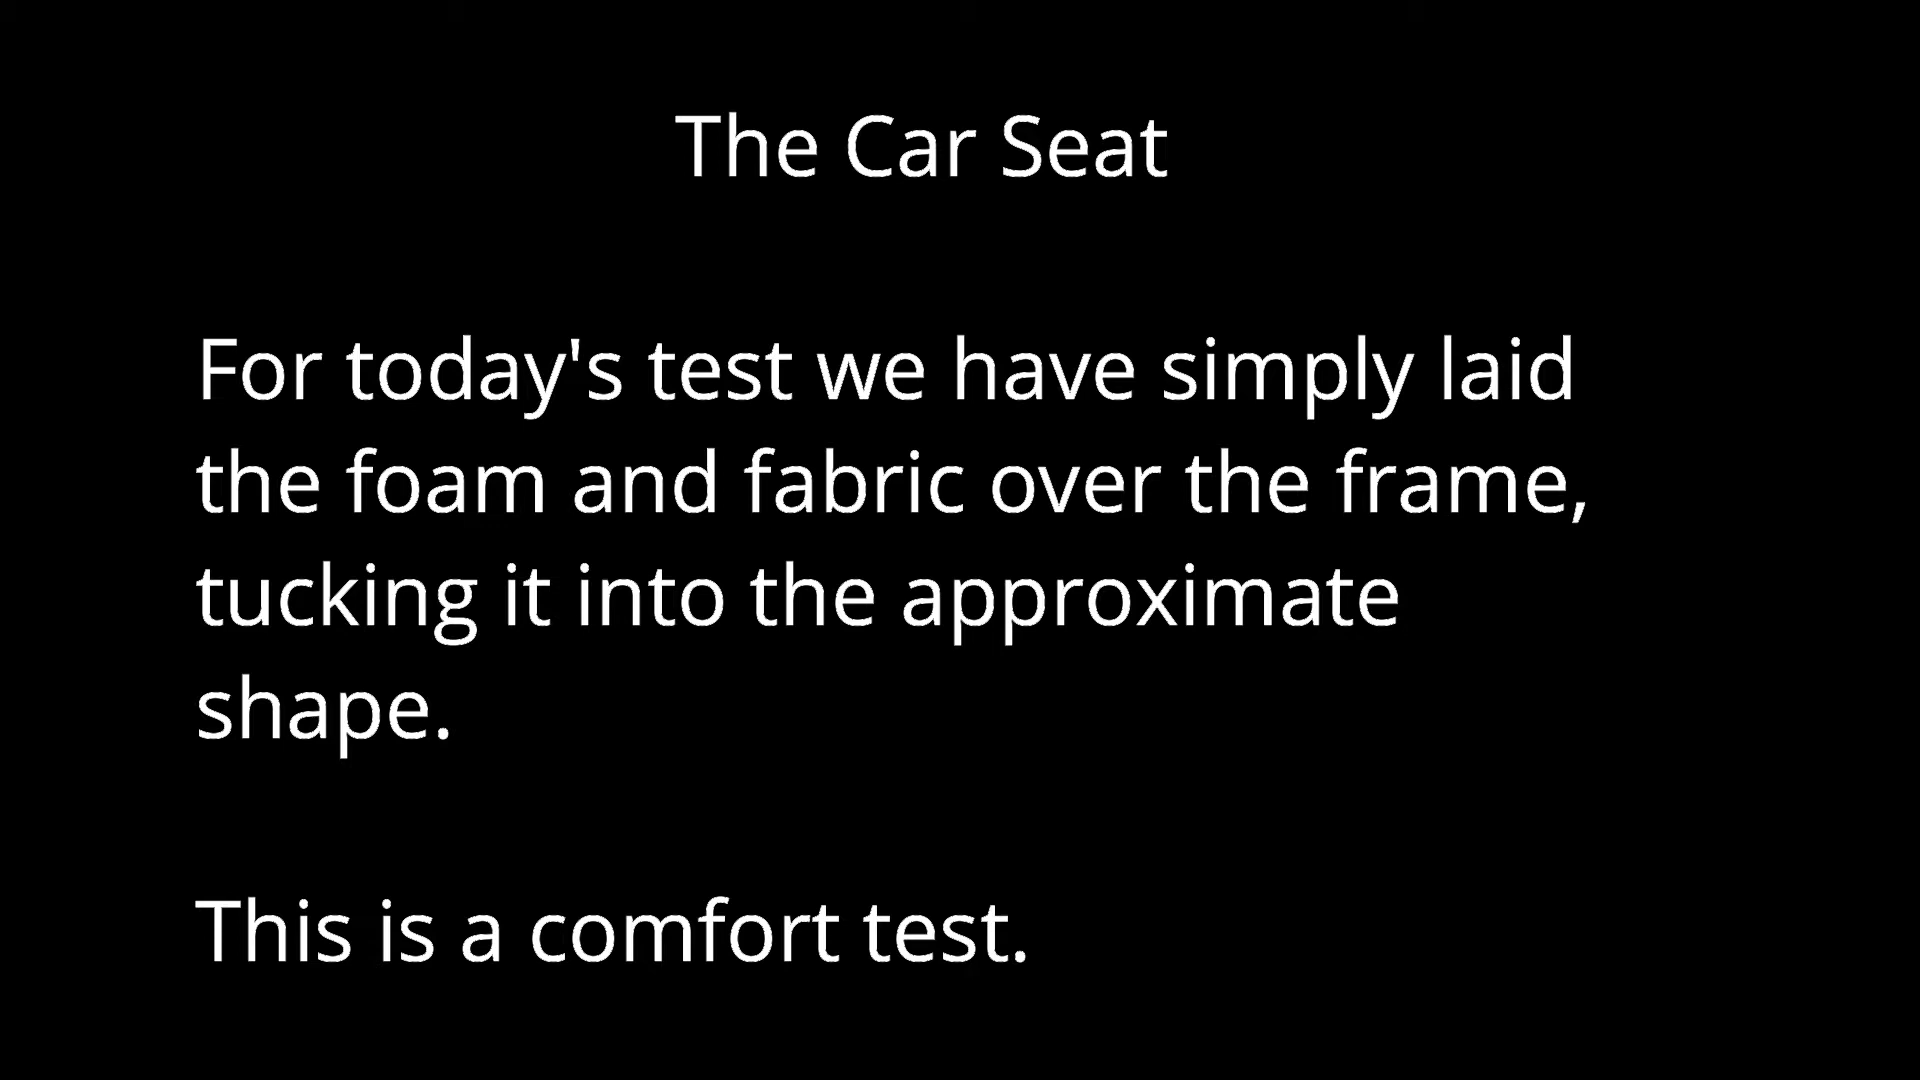 The Car Seat
For today's test we have simply laid
the foam and fabric over the frame,
tucking it into the approximate
shape.
This is a comfort test.